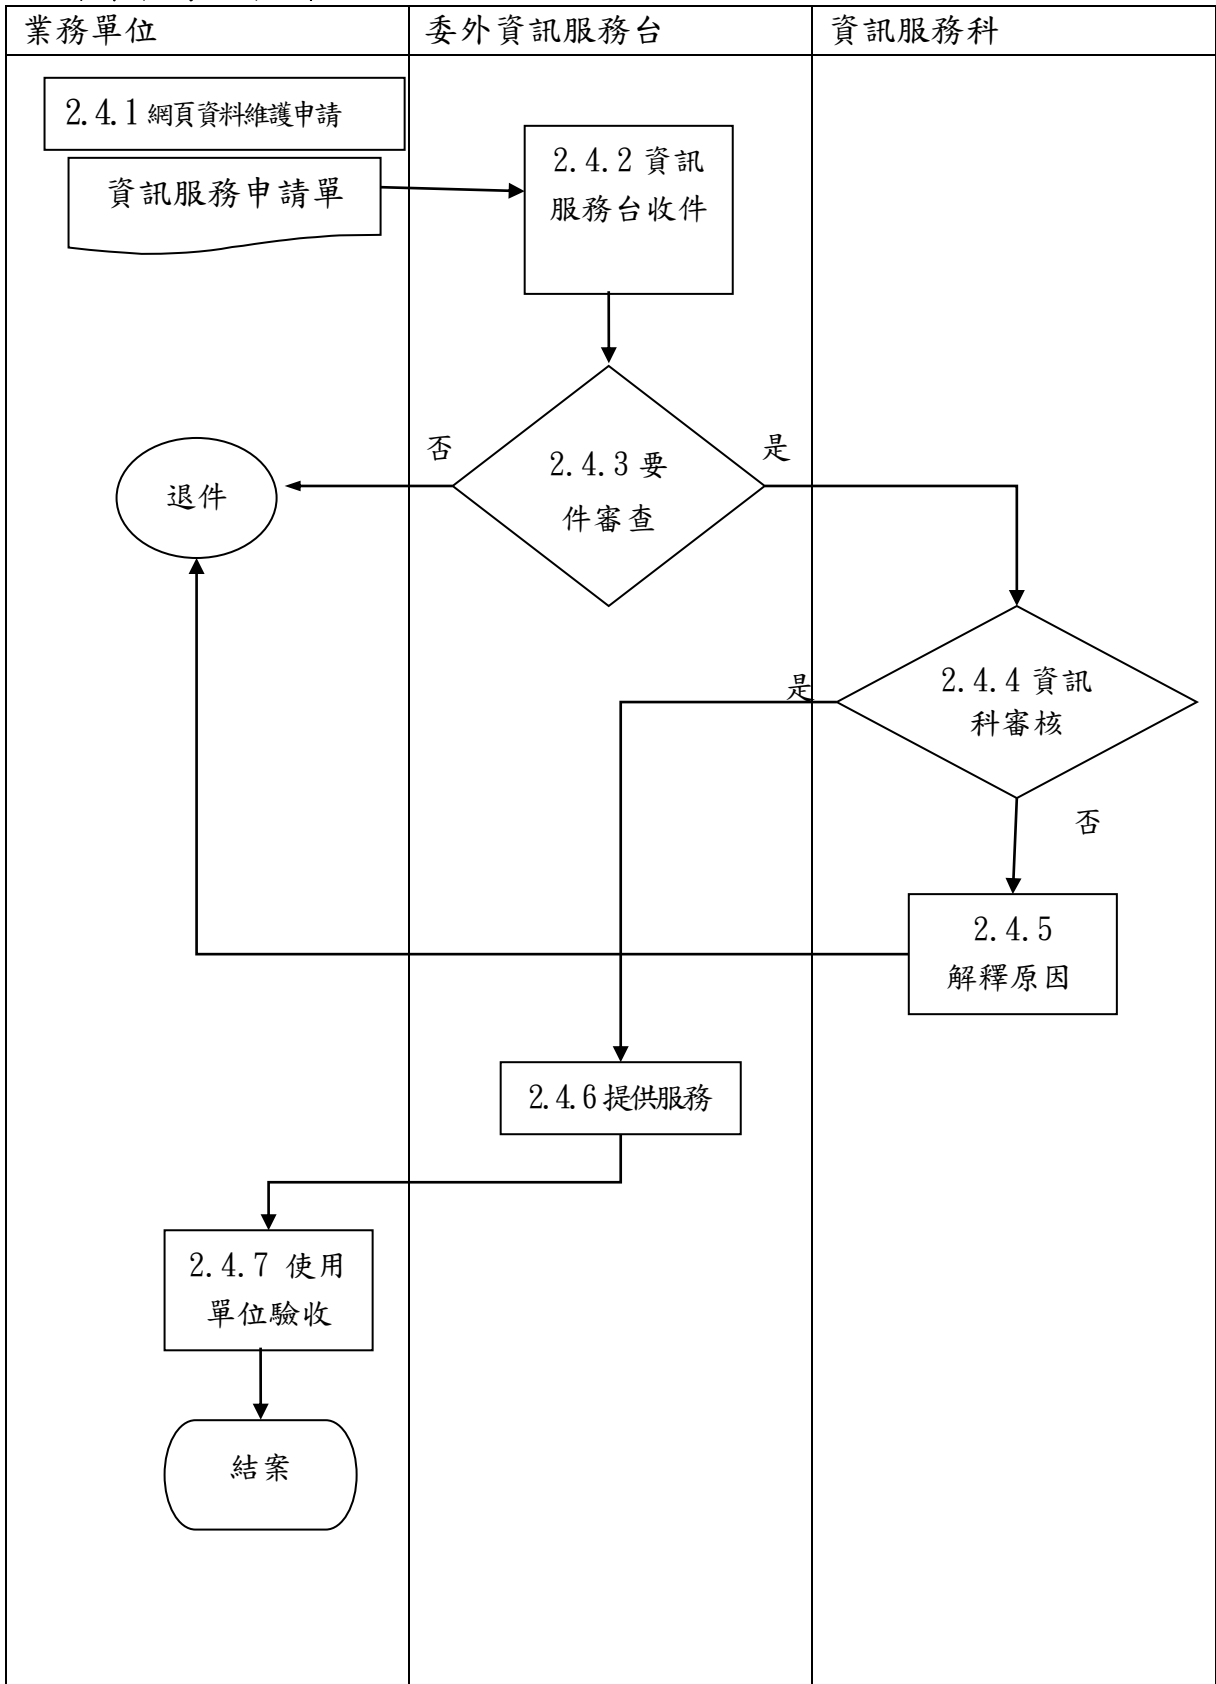 業務單位
委外資訊服務台
資訊服務科
2.4.1 網頁資料維護申請
資訊服務申請單
2.4.2 資訊
服務台收件
否
是
2.4.3 要
件審查
退件
是
2.4.4 資訊
科審核
否
2.4.5
解釋原因
2.4.6 提供服務
2.4.7 使用
單位驗收
結案